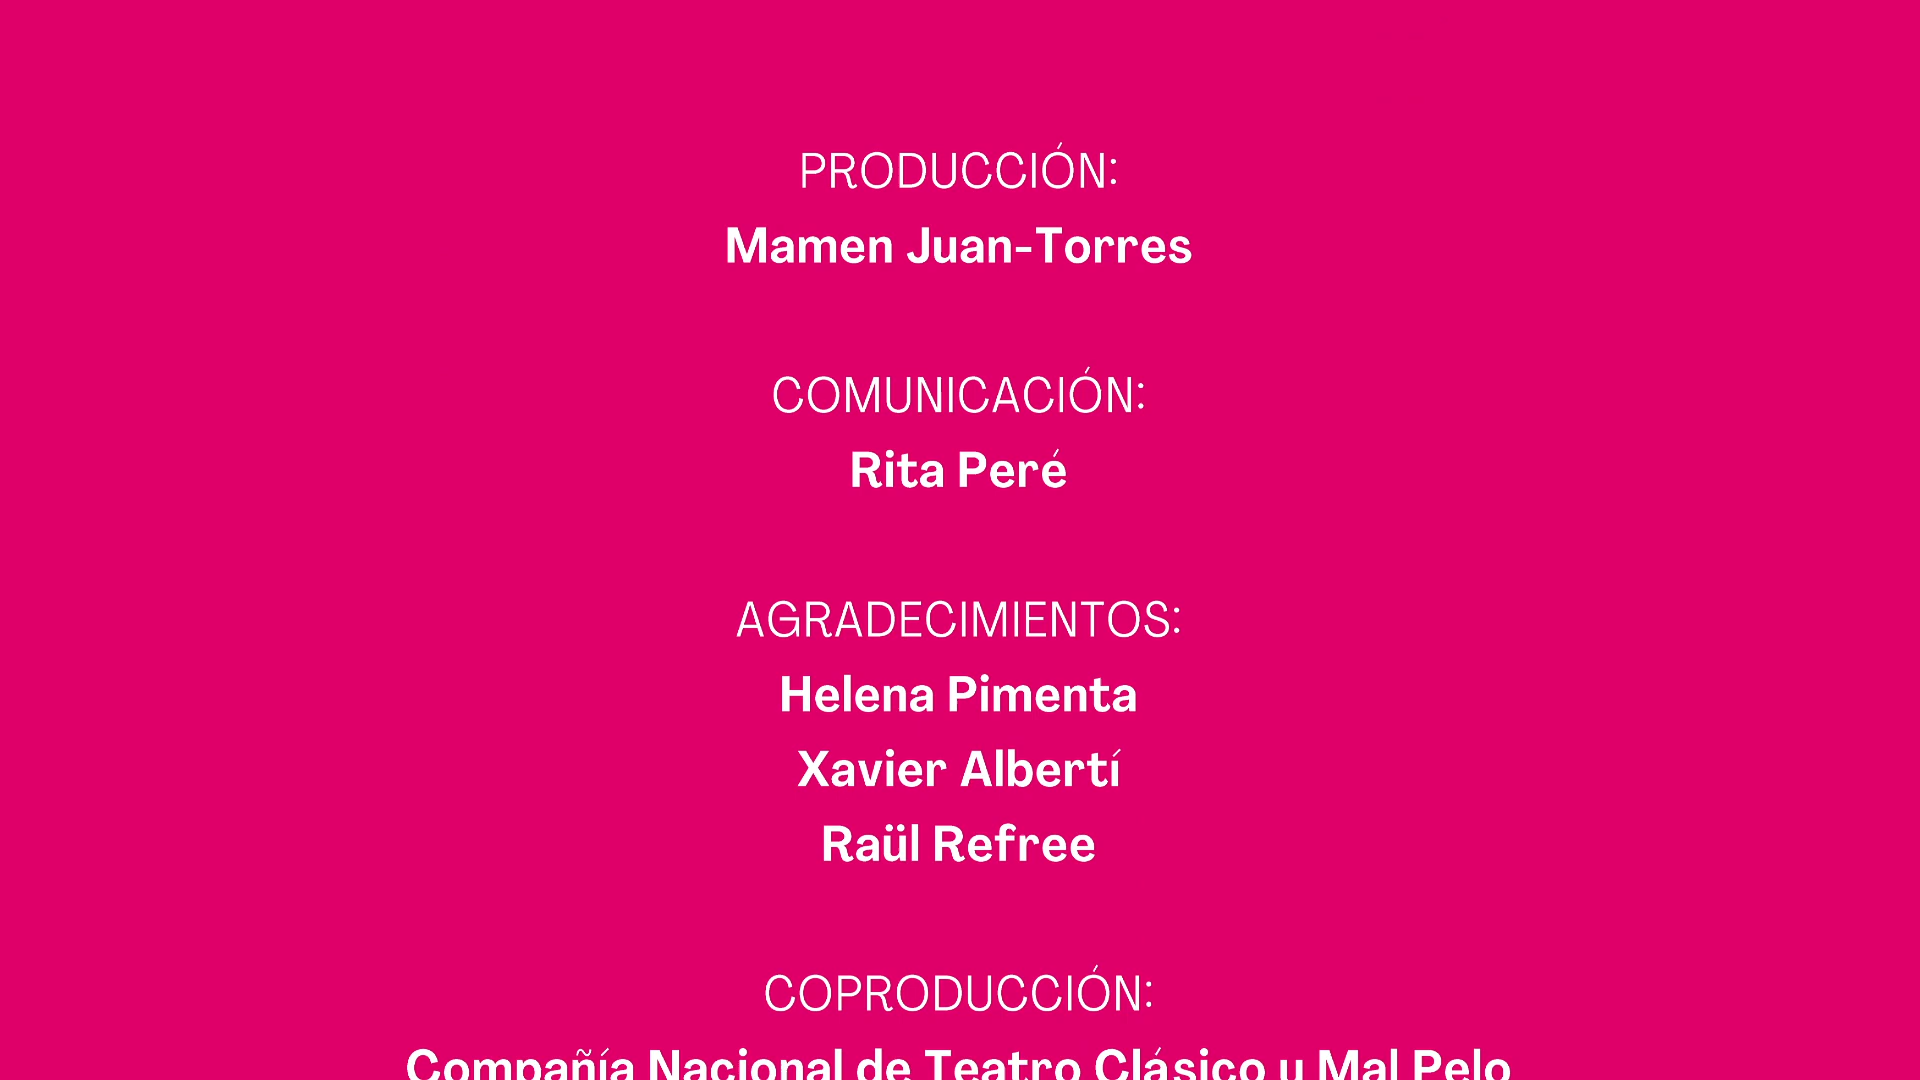 PRODUCCIÓN:
Mamen Juan-Torres
COMUNICACIÓN:
Rita Peré
AGRADECIMIENTOS:
Helena Pimenta
Xavier Albertí
Raül Refree
COPRODUCCIÓN:
Compañía Nacional de Teatro Clásico y Mal Pelo